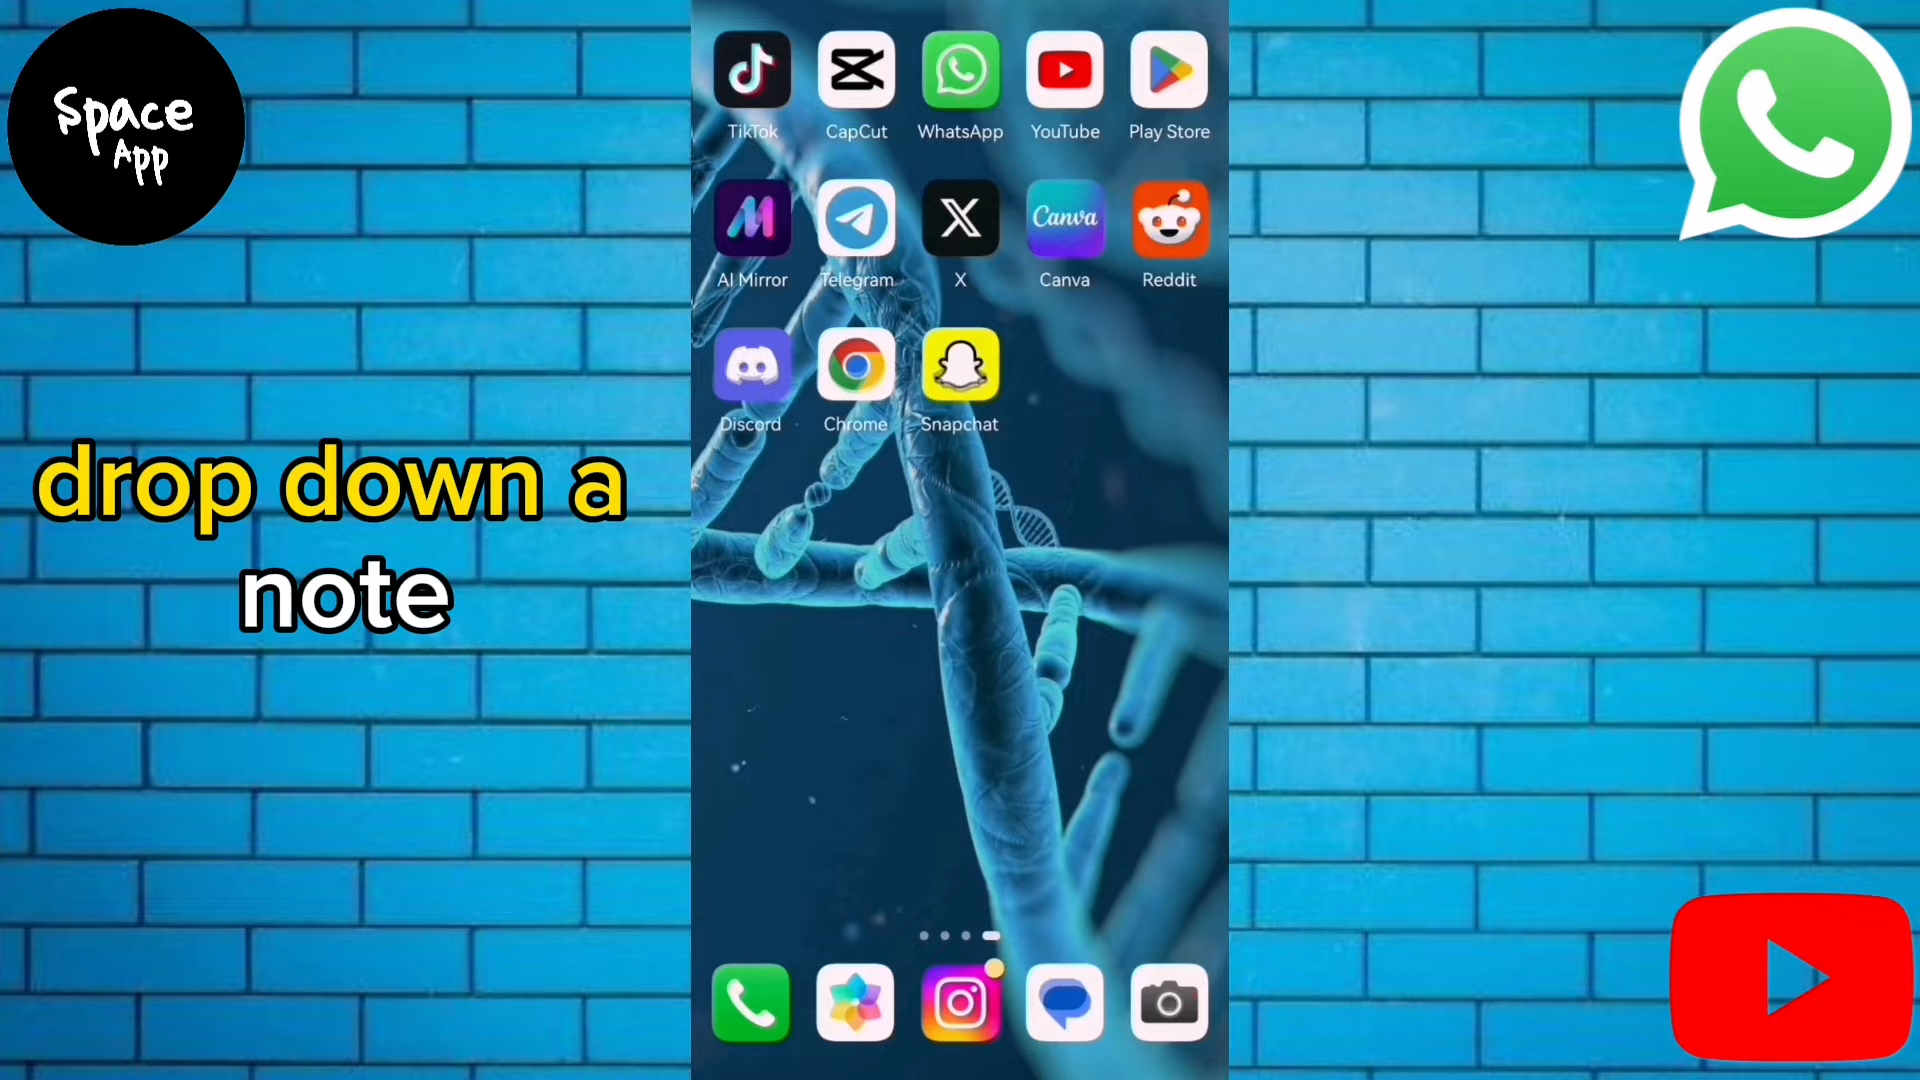 Space
App
TikTok CapCut WhatsApp YouTube Play Store
Canva
AI Mirror Telegram X Canva Reddit
Discord Chrome Snapchat
drop down a
note